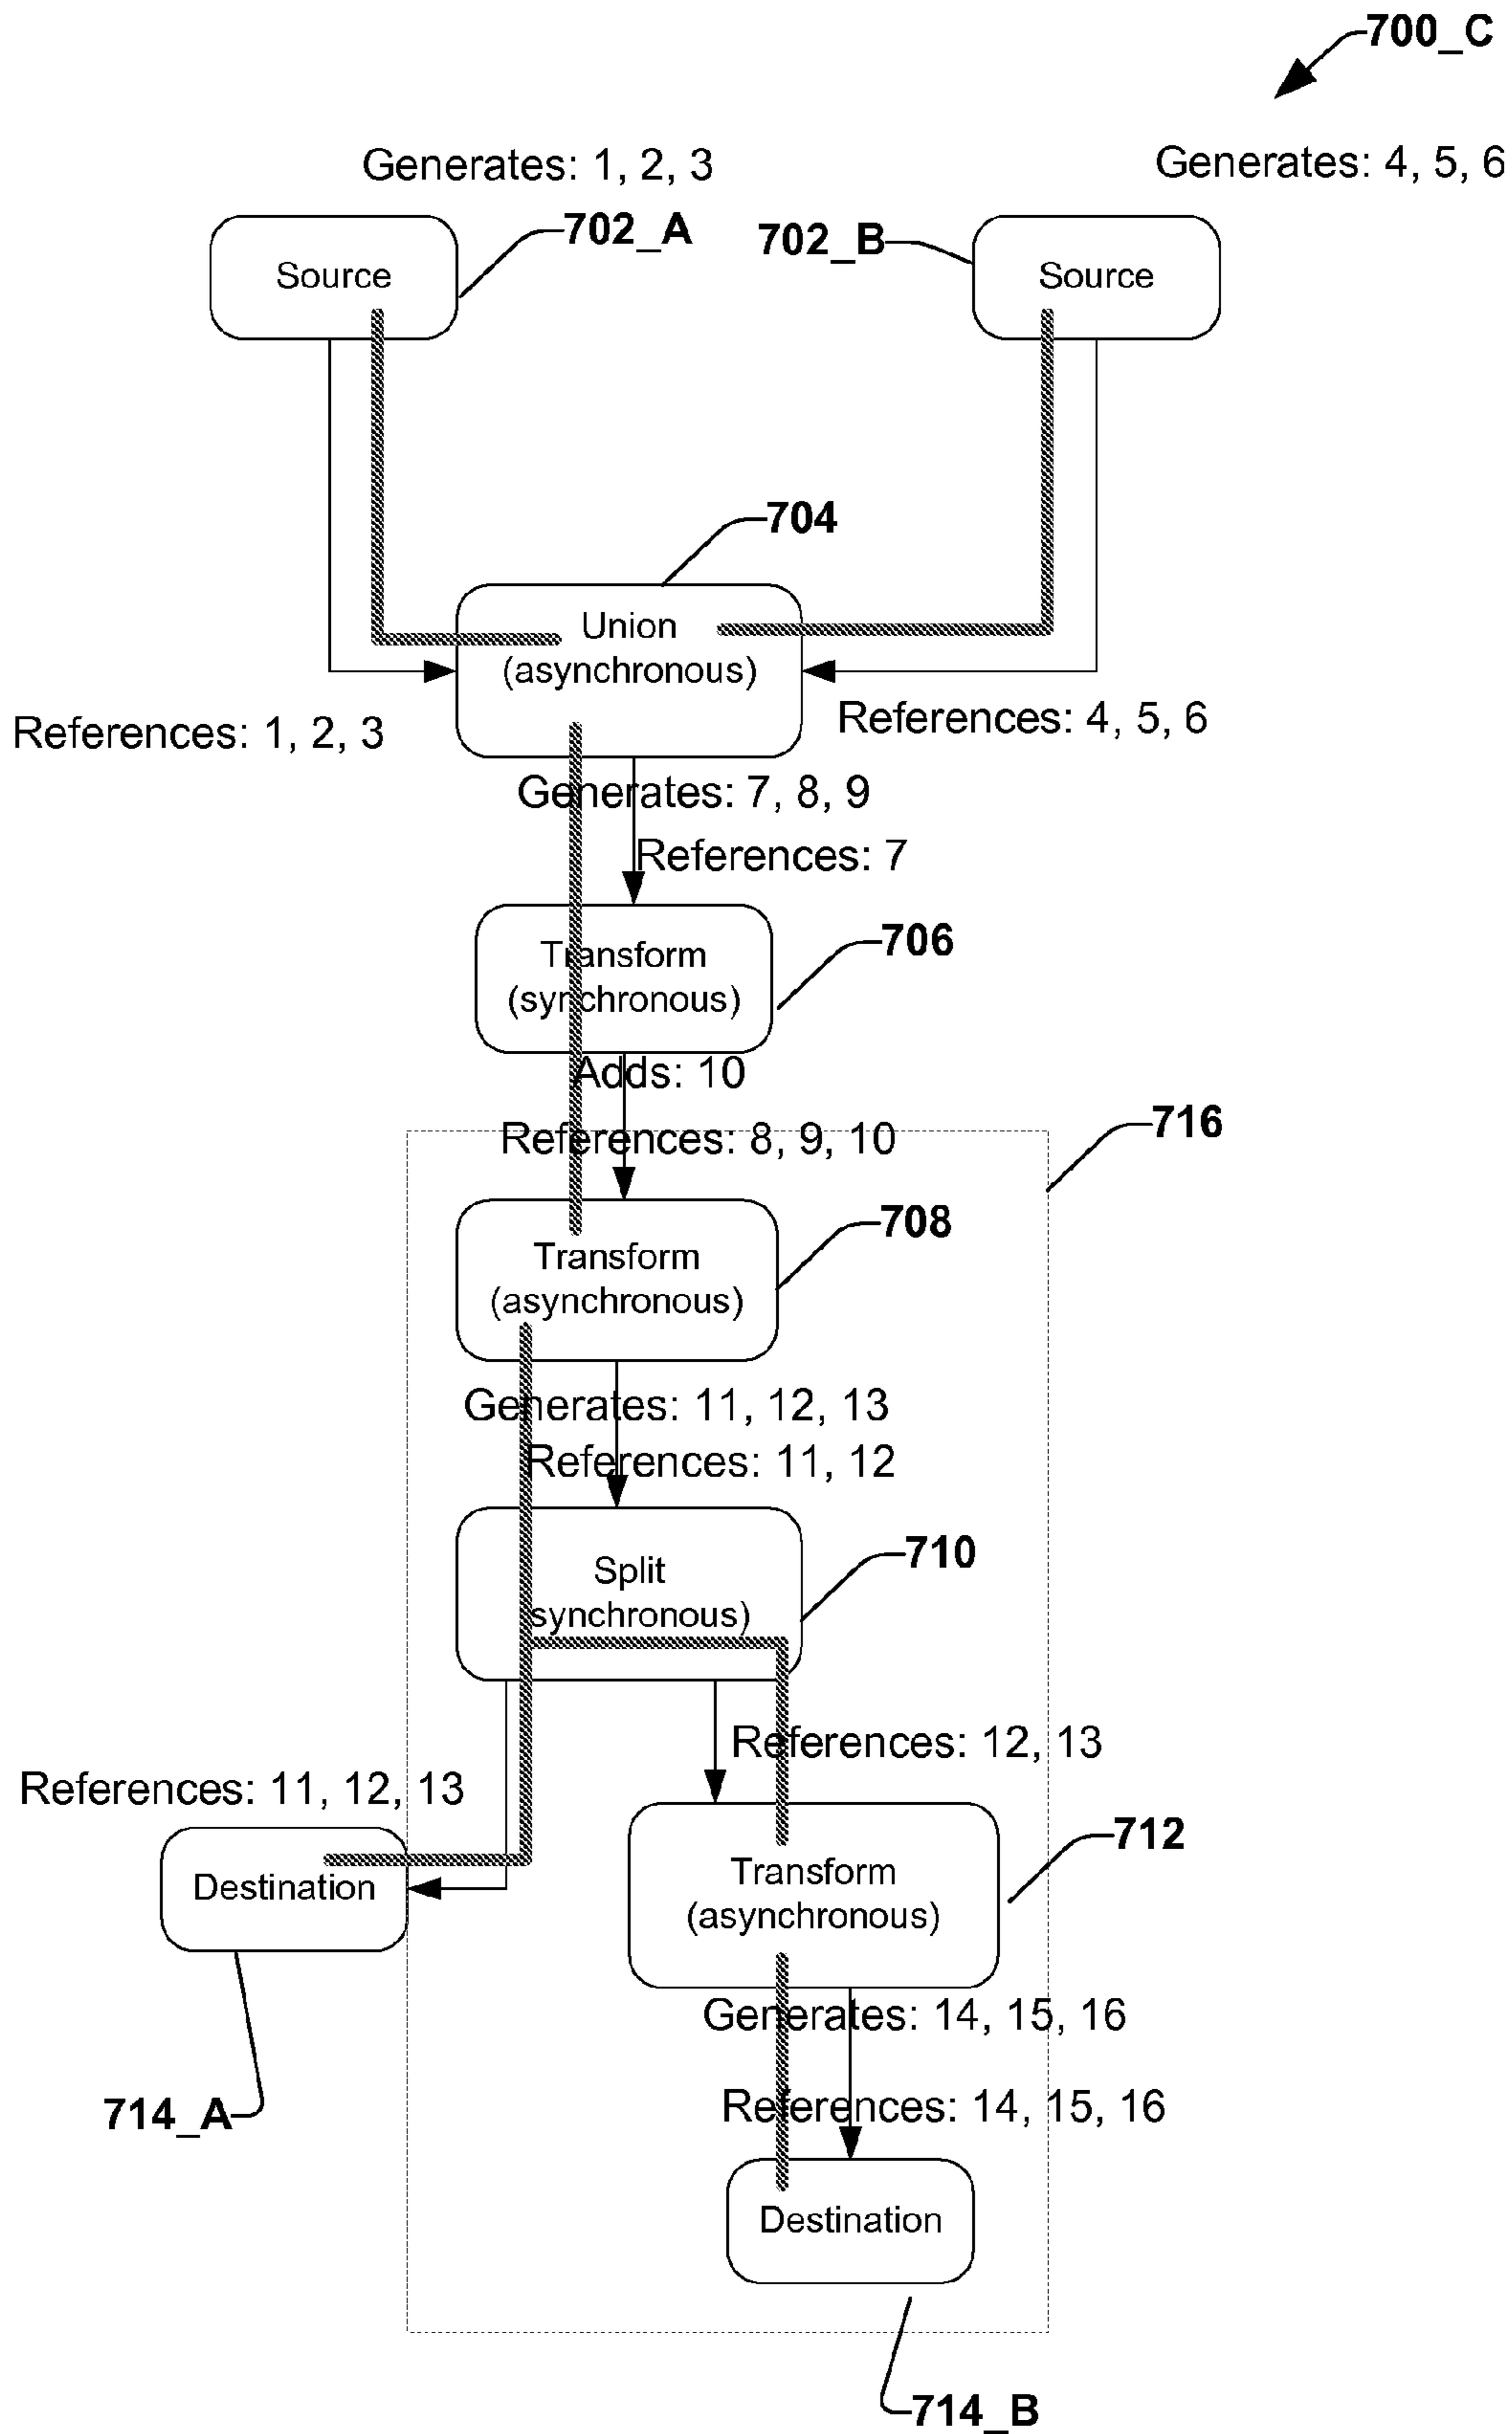 700_C
Generates: 1, 2, 3
Generates: 4, 5, 6
702_A
702_B
Source
Source
704
Union
(asynchronous)
References: 1, 2, 3
References: 4, 5, 6
Generates: 7, 8, 9
References: 7
706
Transform
(synchronous)
Adds: 10
716
References: 8, 9, 10
708
Transform
(asynchronous)
Generates: 11, 12, 13
References: 11, 12
710
Split
(synchronous)
References: 12, 13
References: 11, 12, 13
712
Transform
(asynchronous)
Destination
Generates: 14, 15, 16
714_A
References: 14, 15, 16
Destination
714_B